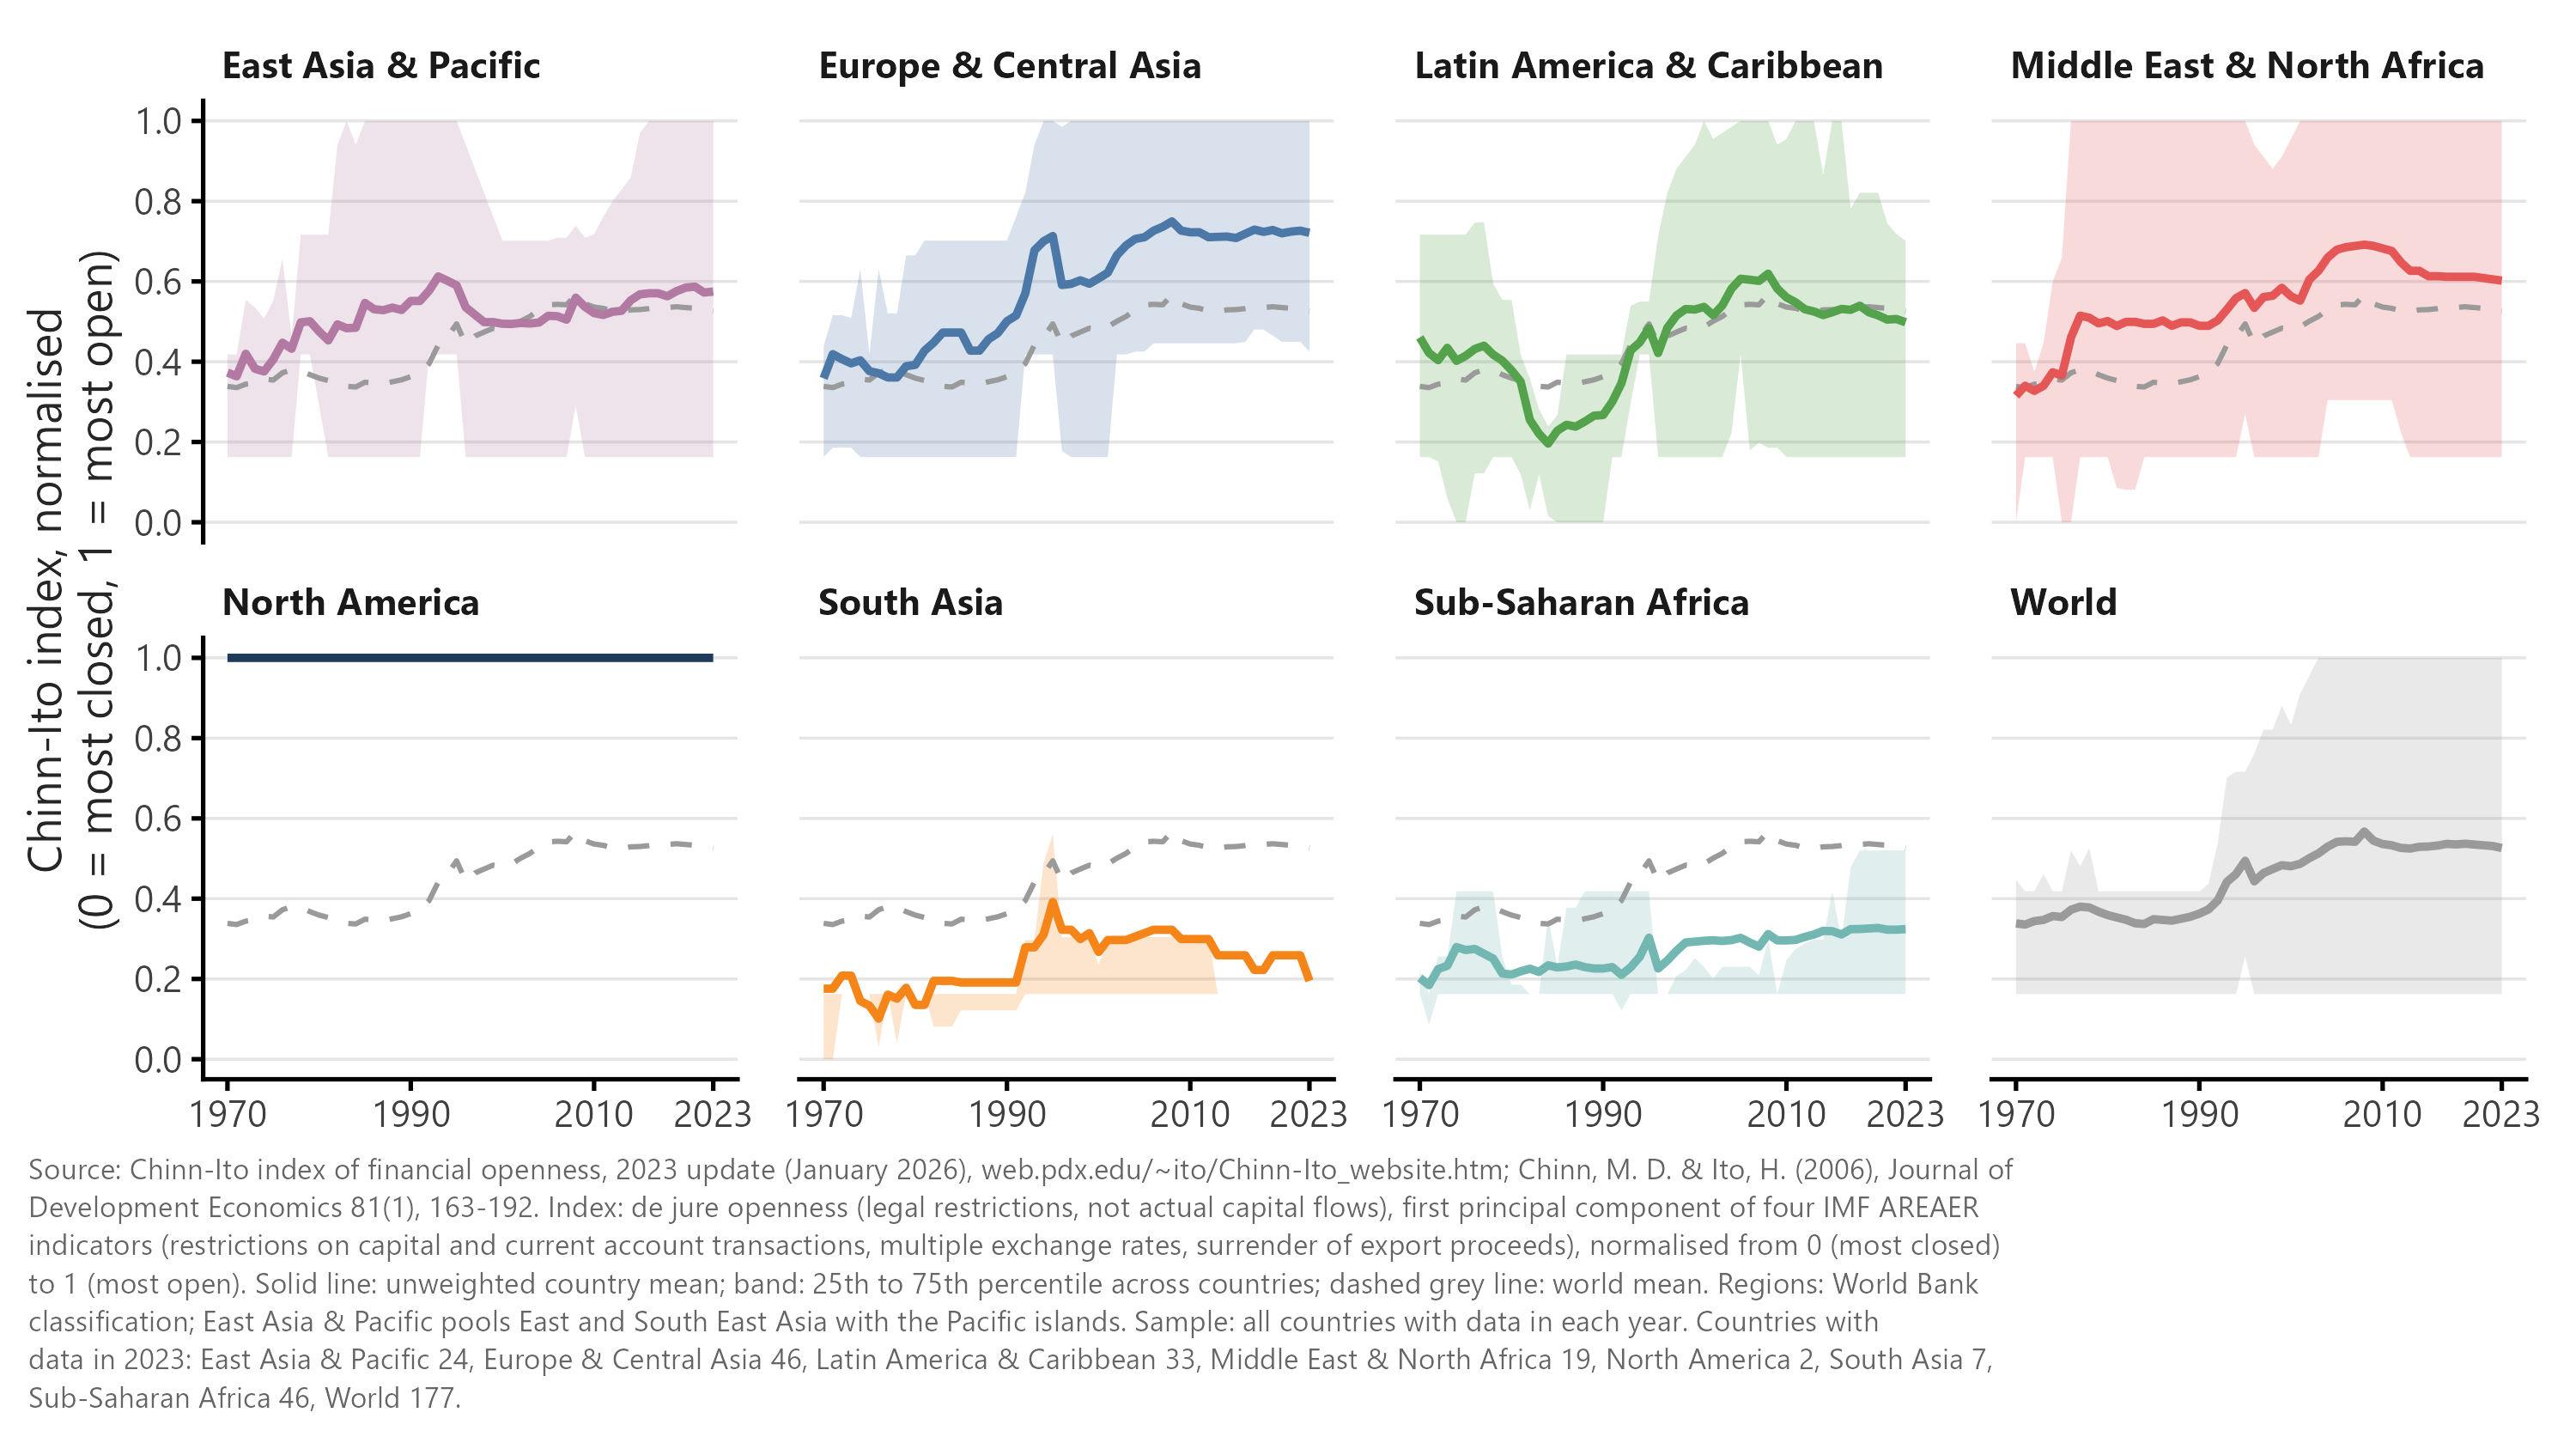 East Asia & Pacific
Europe & Central Asia
Latin America & Caribbean
Middle East & North Africa
Chinn-Ito index, normalised
(0 = most closed, 1 = most open)
1.0
0.8
0.6
0.4
0.2
0.0
North America
South Asia
Sub-Saharan Africa
World
1.0
0.8
0.6
0.4
0.2
0.0
1970 1990 2010 2023
1970 1990 2010 2023
1970 1990 2010 2023
1970 1990 2010 2023
Source: Chinn-Ito index of financial openness, 2023 update (January 2026), web.pdx.edu/~ito/Chinn-Ito_website.htm; Chinn, M. D. & Ito, H. (2006), Journal of
Development Economics 81(1), 163-192. Index: de jure openness (legal restrictions, not actual capital flows), first principal component of four IMF AREAER
indicators (restrictions on capital and current account transactions, multiple exchange rates, surrender of export proceeds), normalised from 0 (most closed)
to 1 (most open). Solid line: unweighted country mean; band: 25th to 75th percentile across countries; dashed grey line: world mean. Regions: World Bank
classification; East Asia & Pacific pools East and South East Asia with the Pacific islands. Sample: all countries with data in each year. Countries with
data in 2023: East Asia & Pacific 24, Europe & Central Asia 46, Latin America & Caribbean 33, Middle East & North Africa 19, North America 2, South Asia 7,
Sub-Saharan Africa 46, World 177.